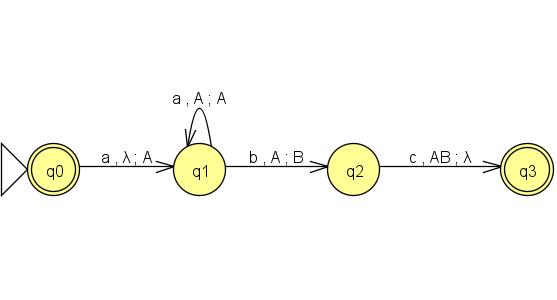 a , A ; A
q0
a , λ ; A
q1
b , A ; B
q2
c , AB ; λ
q3